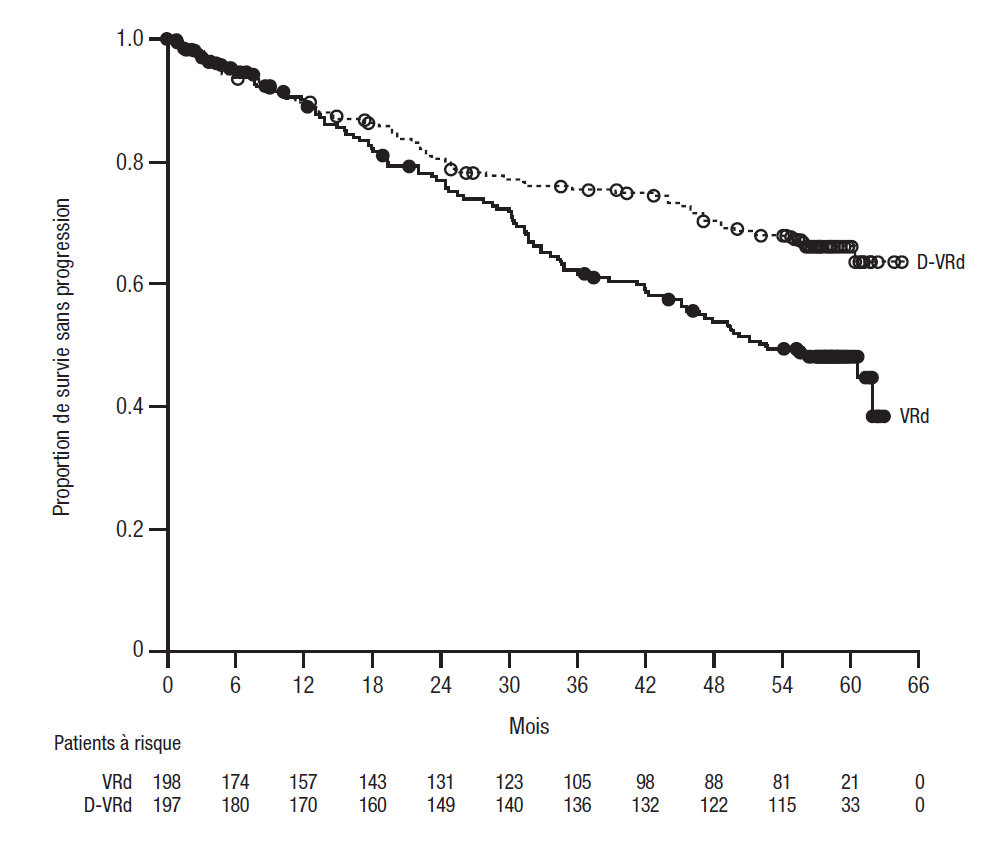 Proportion de survie sans progression
1.0
0.8
0.6
0.4
0.2
0
D-VRd
VRd
0 6 12 18 24 30 36 42 48 54 60 66
Mois
Patients à risque
VRd 198 174 157 143 131 123 105 98 88 81 21 0
D-VRd 197 180 170 160 149 140 136 132 122 115 33 0